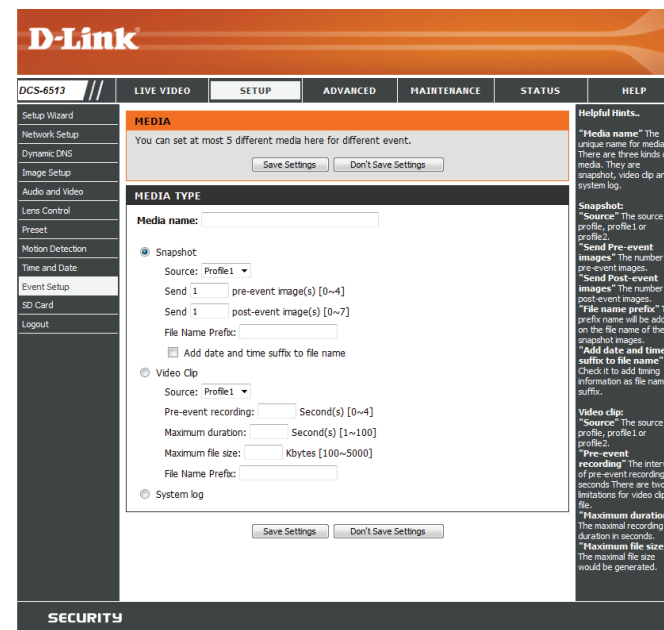 D-Link
DCS-6513
LIVE VIDEO
SETUP
ADVANCED
MAINTENANCE
STATUS
HELP
Setup Wizard
Network Setup
Dynamic DNS
Image Setup
Audio and Video
Lens Control
Preset
Motion Detection
Time and Date
Event Setup
SD Card
Logout
MEDIA
You can set at most 5 different media here for different event.
Save Settings Don't Save Settings
MEDIA TYPE
Media name:
Snapshot
Source: Profile1
Send 1 pre-event image(s) [0~4]
Send 1 post-event image(s) [0~7]
File Name Prefix:
Add date and time suffix to file name
Video Clip
Source: Profile1
Pre-event recording: Second(s) [0~4]
Maximum duration: Second(s) [1~100]
Maximum file size: Kbytes [100~5000]
File Name Prefix:
System log
Save Settings Don't Save Settings
Helpful Hints..
"Media name" The
unique name for media
There are three kinds
media. They are
snapshot, video clip
system log.
Snapshot:
"Source" The source
profile, profile1 or
profile2.
"Send Pre-event
images" The number
pre-event images.
"Send Post-event
images" The number
post-event images.
"File name prefix"
prefix name will be
on the file name of the
snapshot images.
"Add date and time
suffix to file name"
Check it to add timing
information as file
suffix.
Video clip:
"Source" The source
profile, profile1 or
profile2.
"Pre-event
recording" The
of pre-event recording
seconds There are two
limitations for video
file.
"Maximum duration
The maximal recording
duration in seconds.
"Maximum file size
The maximal file size
would be generated.
SECURITY